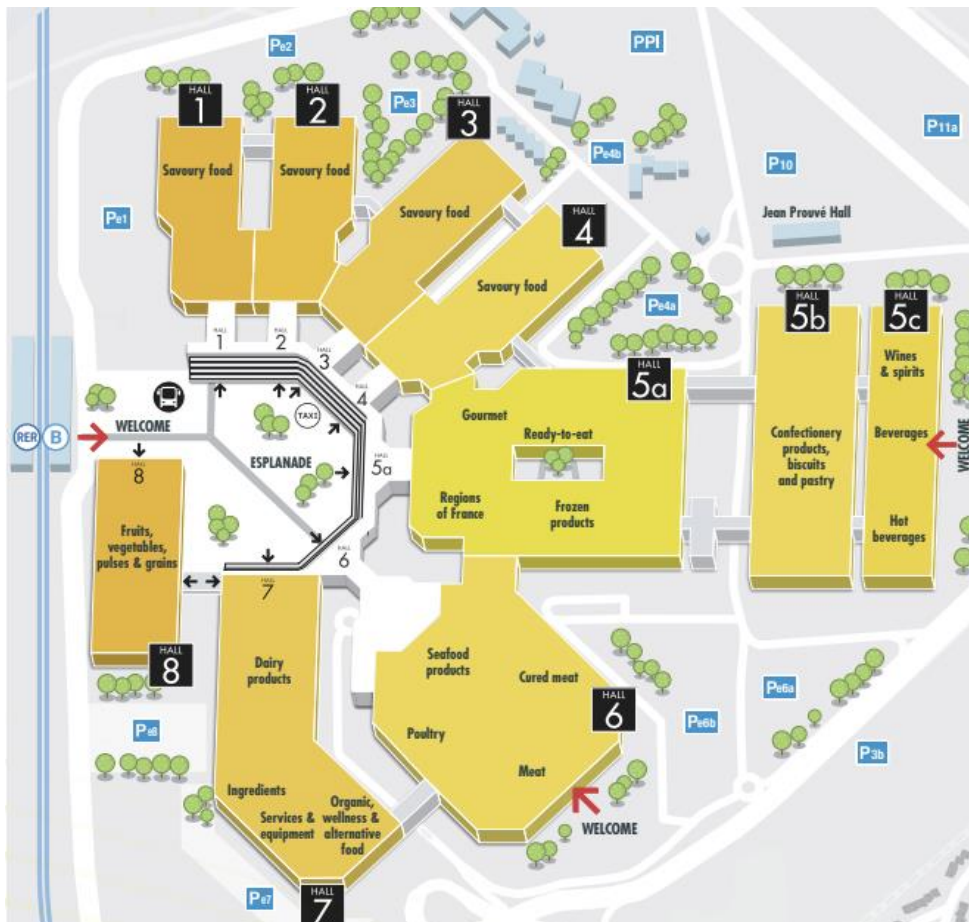 Pe2
PPI
HALL
1
HALL
2
Pe3
HALL
3
P11a
Pe4b
P10
Savoury food
Savoury food
Savoury food
Pe1
HALL
4
Jean Prouvé Hall
Savoury food
Pe4a
HALL
5b
HALL
5c
HALL
1
HALL
2
HALL
3
HALL
4
HALL
5a
Wines
& spirits
TAXI
Gourmet
RER
B
WELCOME
Ready-to-eat
Confectionery
products,
biscuits
and pastry
Beverages
WELCOME
ESPLANADE
HALL
5a
HALL
8
Regions
of France
Frozen
products
Hot
beverages
Fruits,
vegetables,
pulses & grains
HALL
6
HALL
7
HALL
8
Dairy
products
Seafood
products
Cured meat
HALL
6
Pe6a
Pe6b
Pe8
Poultry
P3b
Meat
Ingredients
Services &
equipment
Organic,
wellness &
alternative
food
WELCOME
Pe7
HALL
7